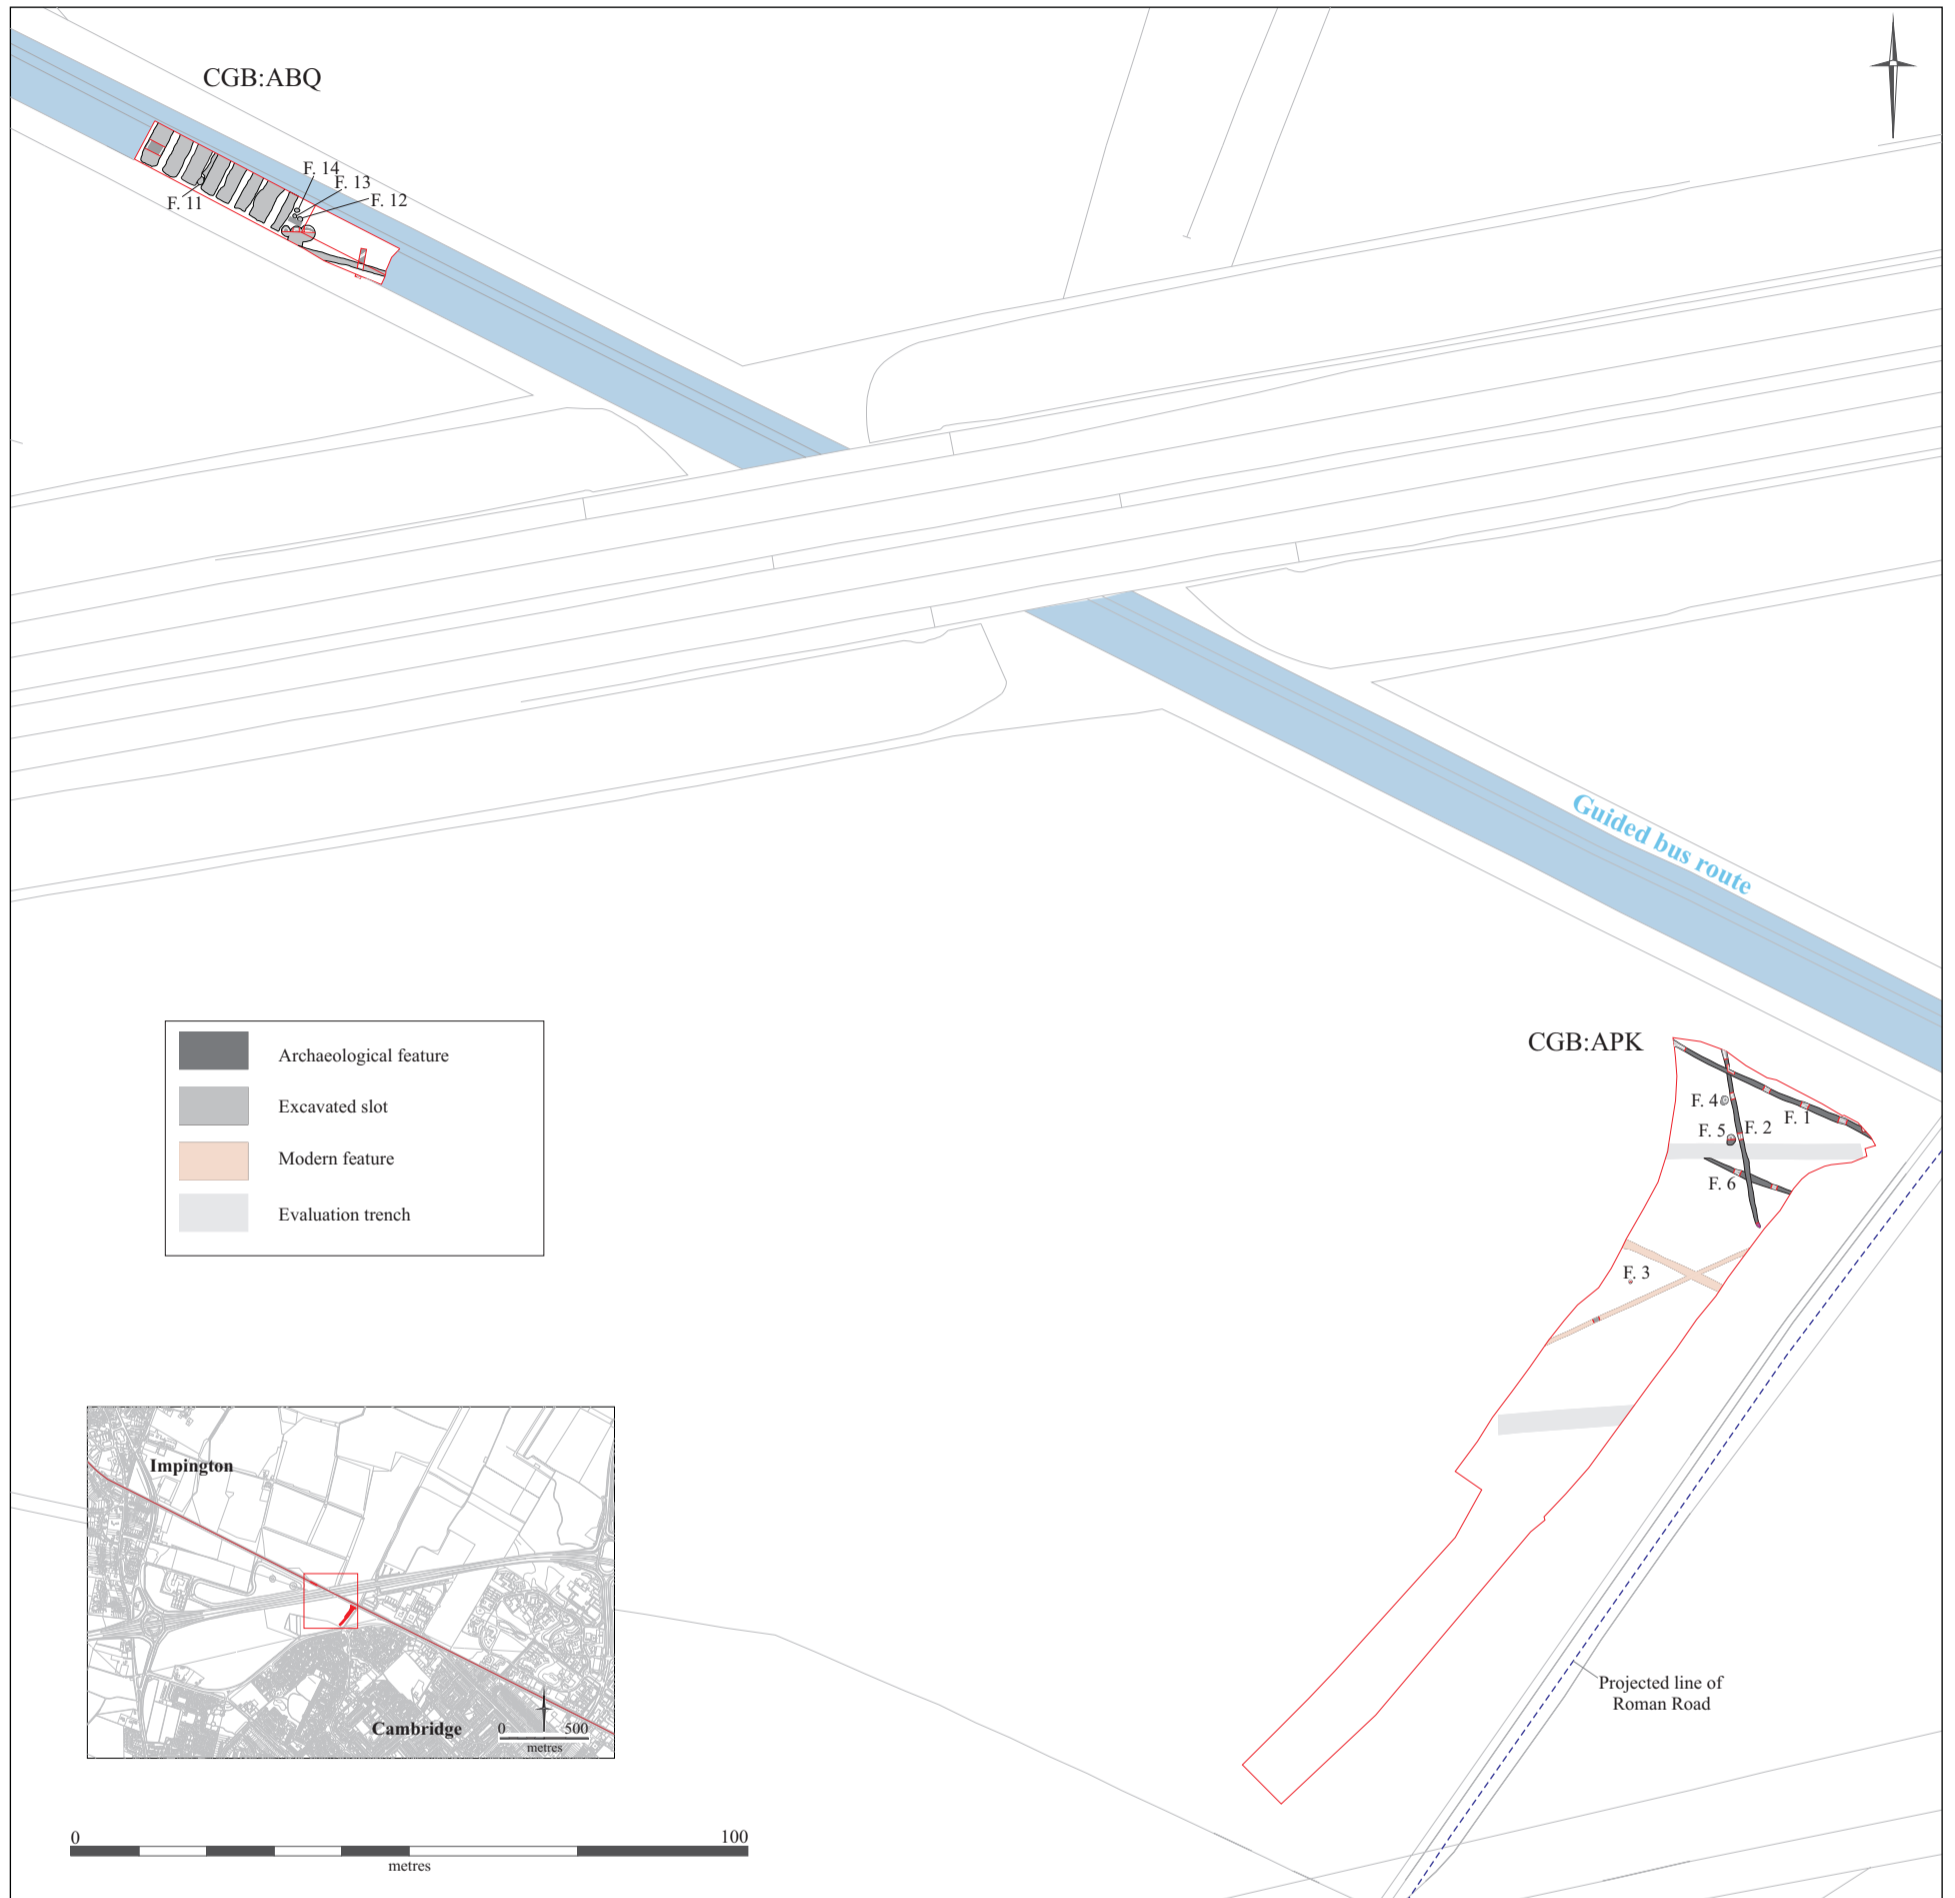 CGB:ABQ
F. 14
F. 13
F. 12
F. 11
Guided bus route
CGB:APK
F. 4
F. 1
F. 5
F. 2
F. 6
F. 3
Archaeological feature
Excavated slot
Modern feature
Evaluation trench
Impington
Cambridge
0 500
metres
Projected line of
Roman Road
0 100
metres